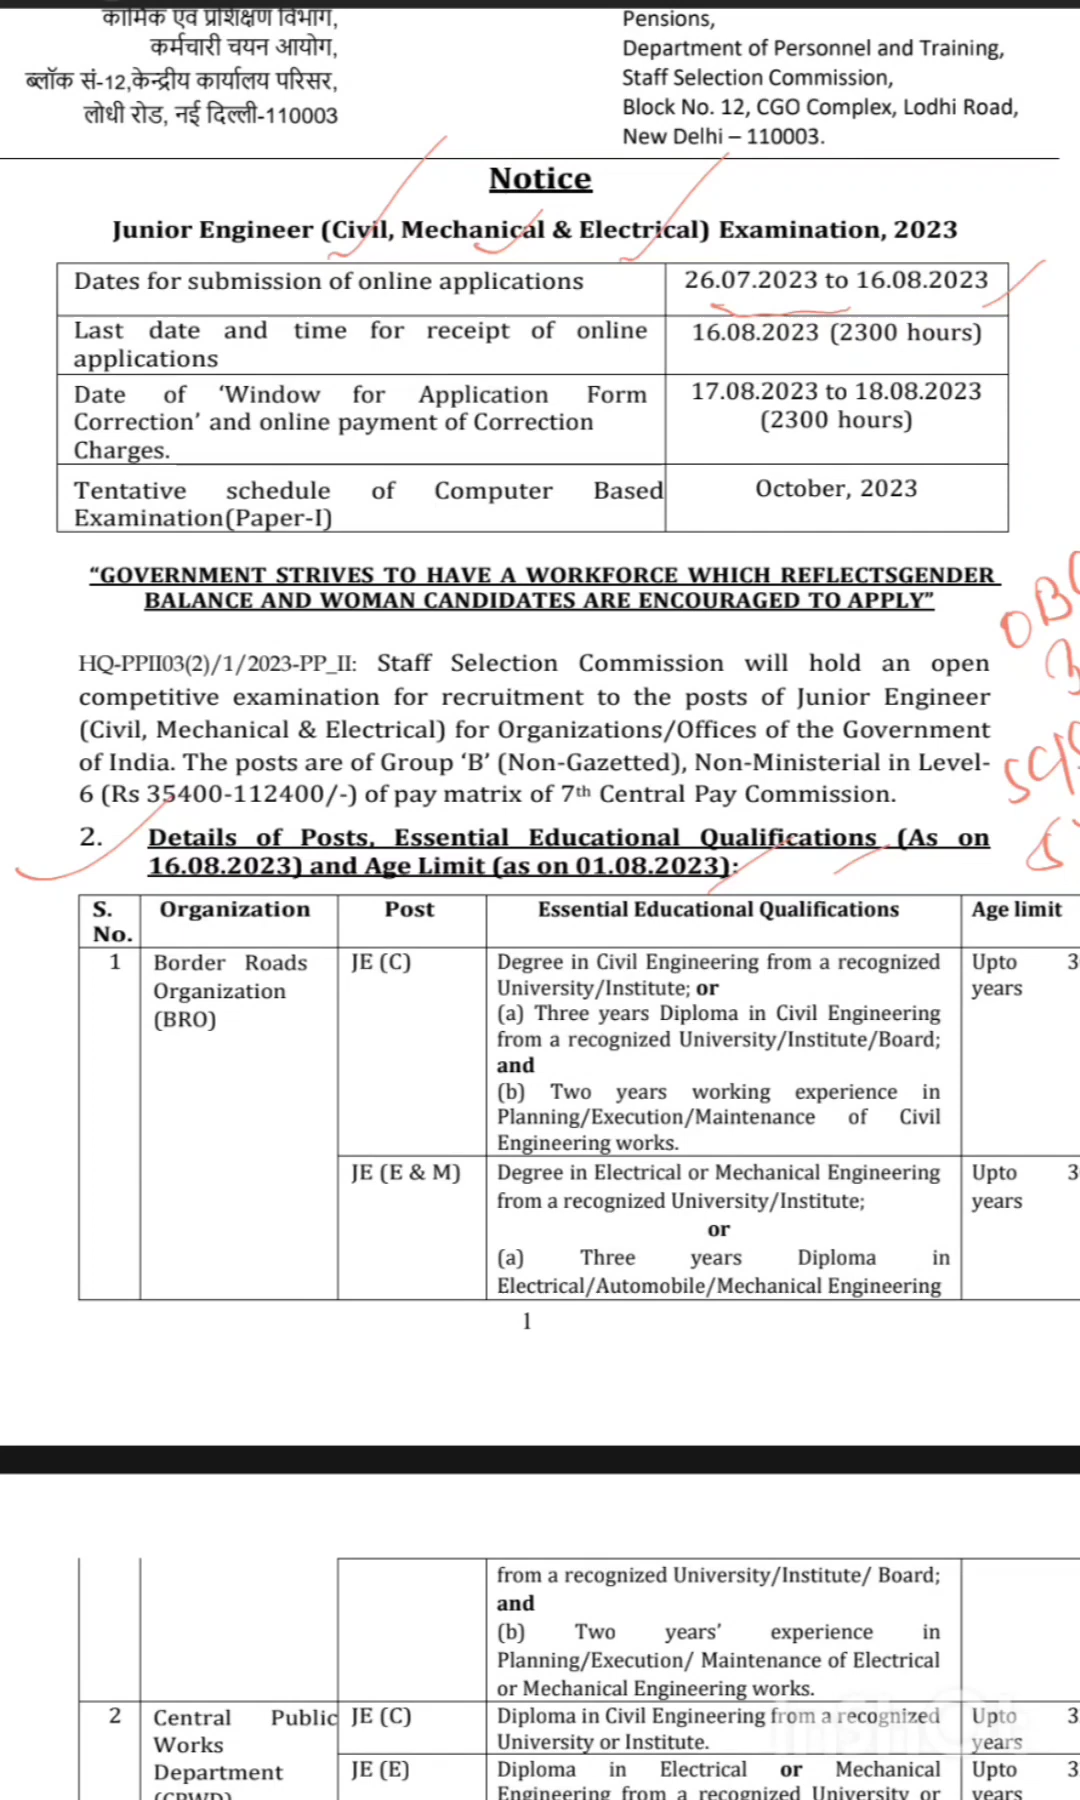 कार्मिक एवं प्रशिक्षण विभाग,
कर्मचारी चयन आयोग,
ब्लॉक सं-12,केन्द्रीय कार्यालय परिसर,
लोधी रोड, नई दिल्ली-110003
Pensions,
Department of Personnel and Training,
Staff Selection Commission,
Block No. 12, CGO Complex, Lodhi Road,
New Delhi – 110003.
Notice
Junior Engineer (Civil, Mechanical & Electrical) Examination, 2023
Dates for submission of online applications 26.07.2023 to 16.08.2023
Last date and time for receipt of online 16.08.2023 (2300 hours)
applications
Date of ‘Window for Application Form 17.08.2023 to 18.08.2023
Correction’ and online payment of Correction (2300 hours)
Charges.
Tentative schedule of Computer Based October, 2023
Examination(Paper-I)
“GOVERNMENT STRIVES TO HAVE A WORKFORCE WHICH REFLECTSGENDER
BALANCE AND WOMAN CANDIDATES ARE ENCOURAGED TO APPLY”
HQ-PPII03(2)/1/2023-PP_II: Staff Selection Commission will hold an open
competitive examination for recruitment to the posts of Junior Engineer
(Civil, Mechanical & Electrical) for Organizations/Offices of the Government
of India. The posts are of Group ‘B’ (Non-Gazetted), Non-Ministerial in Level-
6 (Rs 35400-112400/-) of pay matrix of 7th Central Pay Commission.
2. Details of Posts, Essential Educational Qualifications (As on
16.08.2023) and Age Limit (as on 01.08.2023):
S. Organization Post Essential Educational Qualifications Age limit
No.
1 Border Roads JE (C) Degree in Civil Engineering from a recognized Upto 3
Organization University/Institute; or years
(BRO) (a) Three years Diploma in Civil Engineering
from a recognized University/Institute/Board;
and
(b) Two years working experience in
Planning/Execution/Maintenance of Civil
Engineering works.
JE (E & M) Degree in Electrical or Mechanical Engineering Upto 3
from a recognized University/Institute; years
or
(a) Three years Diploma in
Electrical/Automobile/Mechanical Engineering
1
from a recognized University/Institute/ Board;
and
(b) Two years’ experience in
Planning/Execution/ Maintenance of Electrical
or Mechanical Engineering works.
2 Central Public JE (C) Diploma in Civil Engineering from a recognized Upto 3
Works University or Institute. years
Department JE (E) Diploma in Electrical or Mechanical Upto 3
(CPWD) Engineering from a recognized University or years